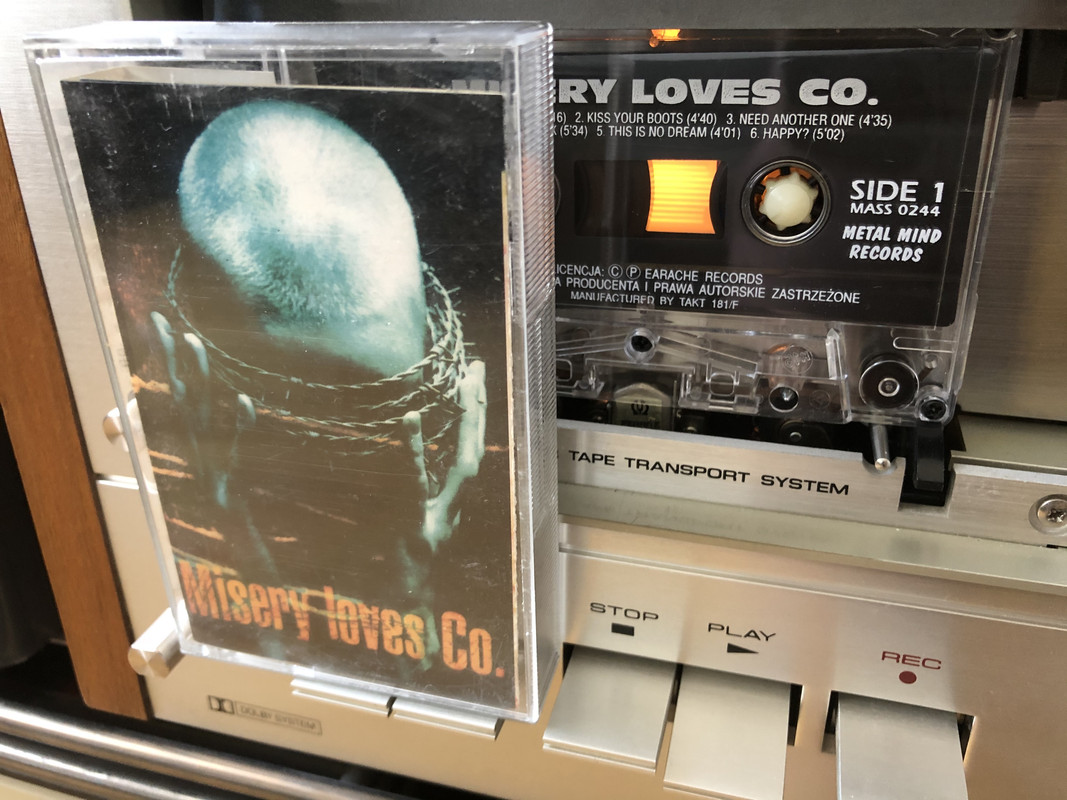 Misery loves Co.
RY LOVES CO.
6) 2. KISS YOUR BOOTS (4'40) 3. NEED ANOTHER ONE (4'35)
(5'34) 5. THIS IS NO DREAM (4'01) 6. HAPPY? (5'02)
SIDE 1
MASS 0244
METAL MIND
RECORDS
LICENCJA: © Ⓟ EARACHE RECORDS
A PRODUCENTA I PRAWA AUTORSKIE ZASTRZEŻONE
MANUFACTURED BY TAKT 181/F
TAPE TRANSPORT SYSTEM
STOP
PLAY
REC
DOLBY SYSTEM